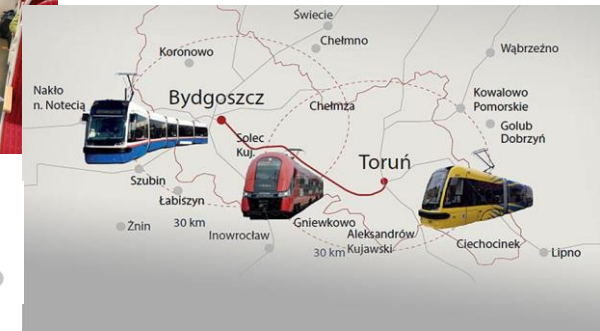 Świecie
Chełmno
Koronowo
Wąbrzeźno
Nakło
n. Notecią
Bydgoszcz
Chełmża
Kowalowo
Pomorskie
Golub
Dobrzyń
Solec
Kuj.
Toruń
Szubin
Łabiszyn
Żnin
30 km
Inowrocław
Gniewkowo
Aleksandrów
Kujawski
30 km
Ciechocinek
Lipno